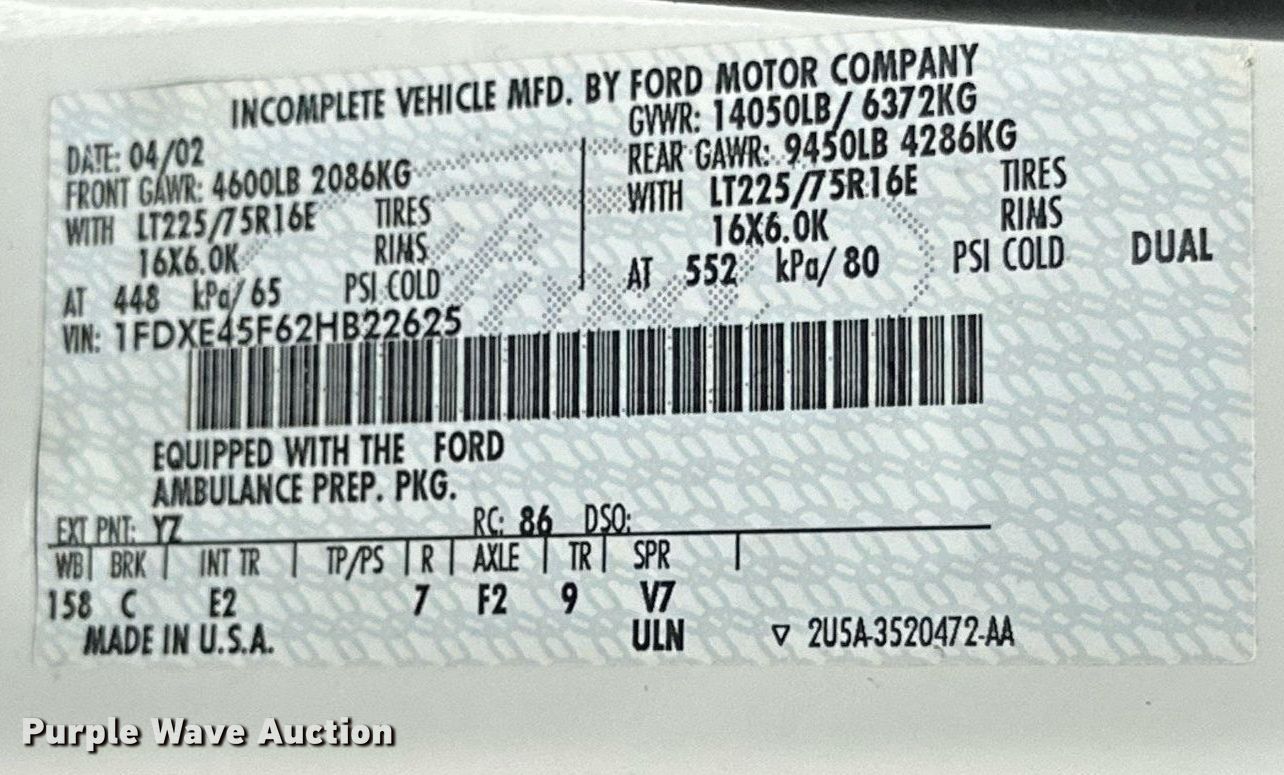 INCOMPLETE VEHICLE MFD. BY FORD MOTOR COMPANY
DATE: 04/02
GVWR: 14050LB/ 6372KG
FRONT GAWR: 4600LB 2086KG
REAR GAWR: 9450LB 4286KG
WITH LT225/75R16E TIRES
WITH LT225/75R16E TIRES
16X6.0K RIMS
16X6.0K RIMS
AT 448 kPa/ 65 PSI COLD
AT 552 kPa/ 80 PSI COLD DUAL
VIN: 1FDXE45F62HB22625
EQUIPPED WITH THE FORD
AMBULANCE PREP. PKG.
EXT PNT: YZ RC: 86 DSO:
WB| BRK | INT TR | TP/PS | R | AXLE | TR | SPR |
158 C E2 7 F2 9 V7
MADE IN U.S.A. ULN ▽ 2U5A-3520472-AA
Purple Wave Auction